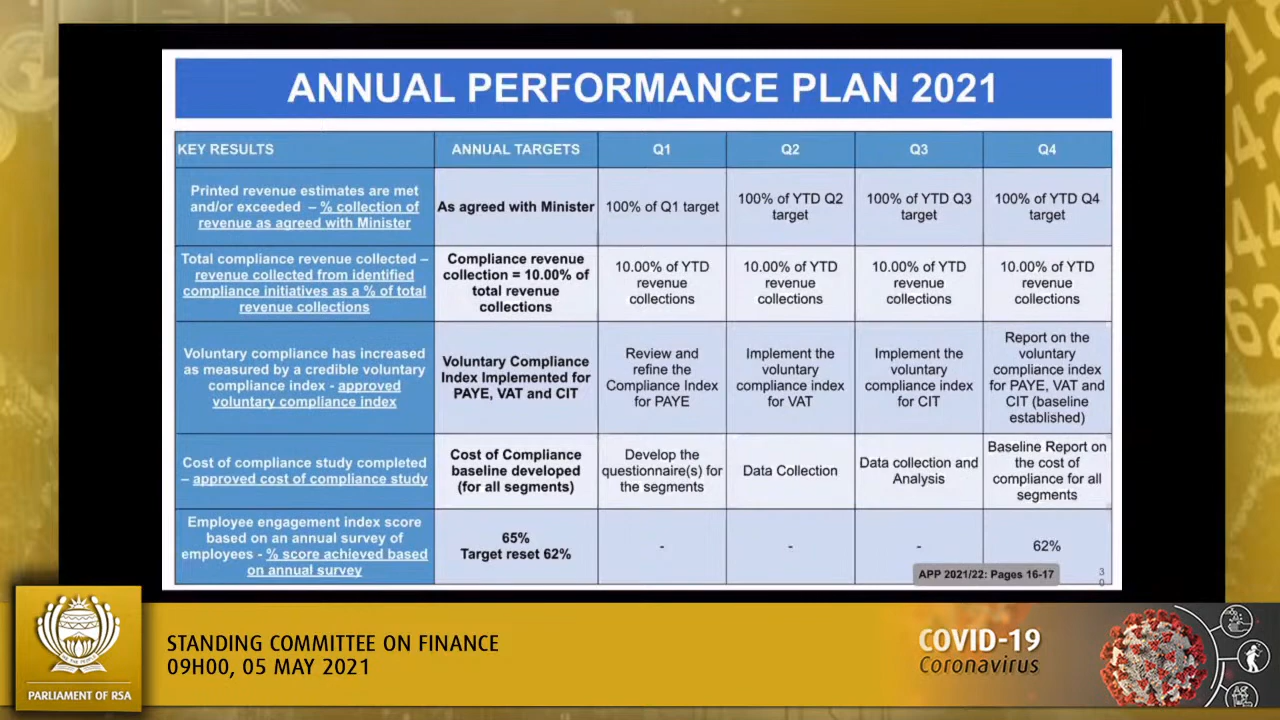 ANNUAL PERFORMANCE PLAN 2021
KEY RESULTS
ANNUAL TARGETS
Q1
Q2
Q3
Q4
Printed revenue estimates are met
and/or exceeded – % collection of
revenue as agreed with Minister
As agreed with Minister
100% of Q1 target
100% of YTD Q2
target
100% of YTD Q3
target
100% of YTD Q4
target
Total compliance revenue collected –
revenue collected from identified
compliance initiatives as a % of total
revenue collections
Compliance revenue
collection = 10.00% of
total revenue
collections
10.00% of YTD
revenue
collections
10.00% of YTD
revenue
collections
10.00% of YTD
revenue
collections
10.00% of YTD
revenue
collections
Voluntary compliance has increased
as measured by a credible voluntary
compliance index - approved
voluntary compliance index
Voluntary Compliance
Index Implemented for
PAYE, VAT and CIT
Review and
refine the
Compliance Index
for PAYE
Implement the
voluntary
compliance index
for VAT
Implement the
voluntary
compliance index
for CIT
Report on the
voluntary
compliance index
for PAYE, VAT and
CIT (baseline
established)
Cost of compliance study completed
– approved cost of compliance study
Cost of Compliance
baseline developed
(for all segments)
Develop the
questionnaire(s) for
the segments
Data Collection
Data collection and
Analysis
Baseline Report on
the cost of
compliance for all
segments
Employee engagement index score
based on an annual survey of
employees - % score achieved based
on annual survey
65%
Target reset 62%
-
-
-
62%
APP 2021/22: Pages 16-17
3
0
STANDING COMMITTEE ON FINANCE
09H00, 05 MAY 2021
PARLIAMENT OF RSA
COVID-19
Coronavirus